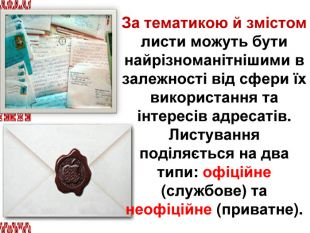 За тематикою й змістом
листи можуть бути
найрізноманітнішими в
залежності від сфери їх
використання та
інтересів адресатів.
Листування
поділяється на два
типи: офіційне
(службове) та
неофіційне (приватне).